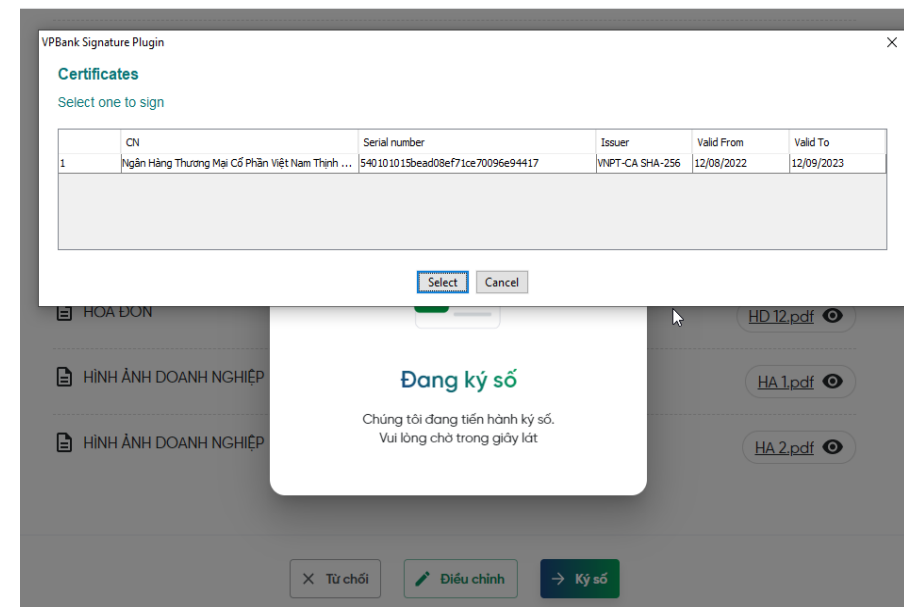 VPBank Signature Plugin
Certificates
Select one to sign
CN Serial number Issuer Valid From Valid To
1 Ngân Hàng Thương Mại Cổ Phần Việt Nam Thịnh ... 540101015bead08ef71ce70096e94417 VNPT-CA SHA-256 12/08/2022 12/09/2023
Select Cancel
HÓA ĐƠN HD 12.pdf
HÌNH ẢNH DOANH NGHIỆP HA 1.pdf
Đang ký số
Chúng tôi đang tiến hành ký số.
Vui lòng chờ trong giây lát
HÌNH ẢNH DOANH NGHIỆP HA 2.pdf
Từ chối Điều chỉnh Ký số